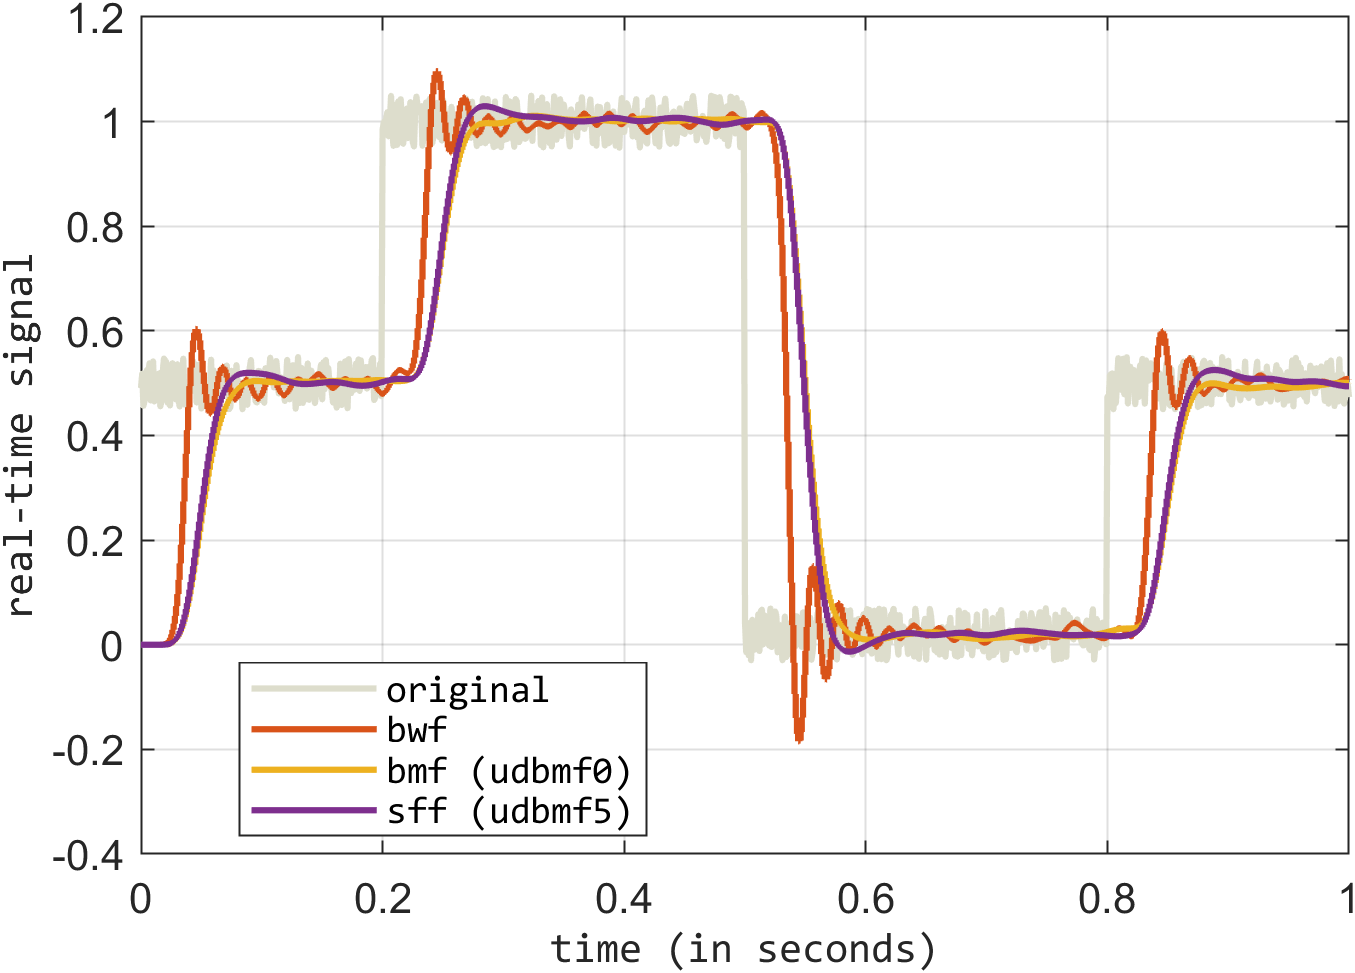 1.2
1
0.8
0.6
0.4
0.2
0
-0.2
-0.4
real-time signal
original
bwf
bmf (udbmf0)
sff (udbmf5)
0 0.2 0.4 0.6 0.8 1
time (in seconds)